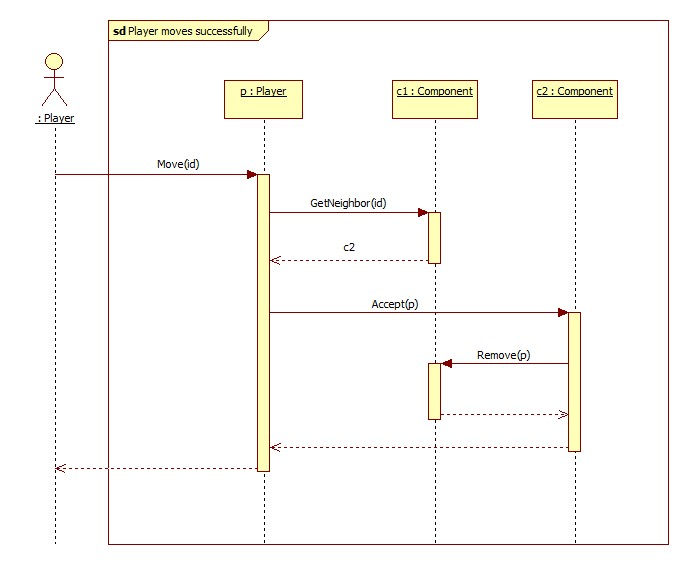 sd Player moves successfully
: Player
p : Player
c1 : Component
c2 : Component
Move(id)
GetNeighbor(id)
c2
Accept(p)
Remove(p)